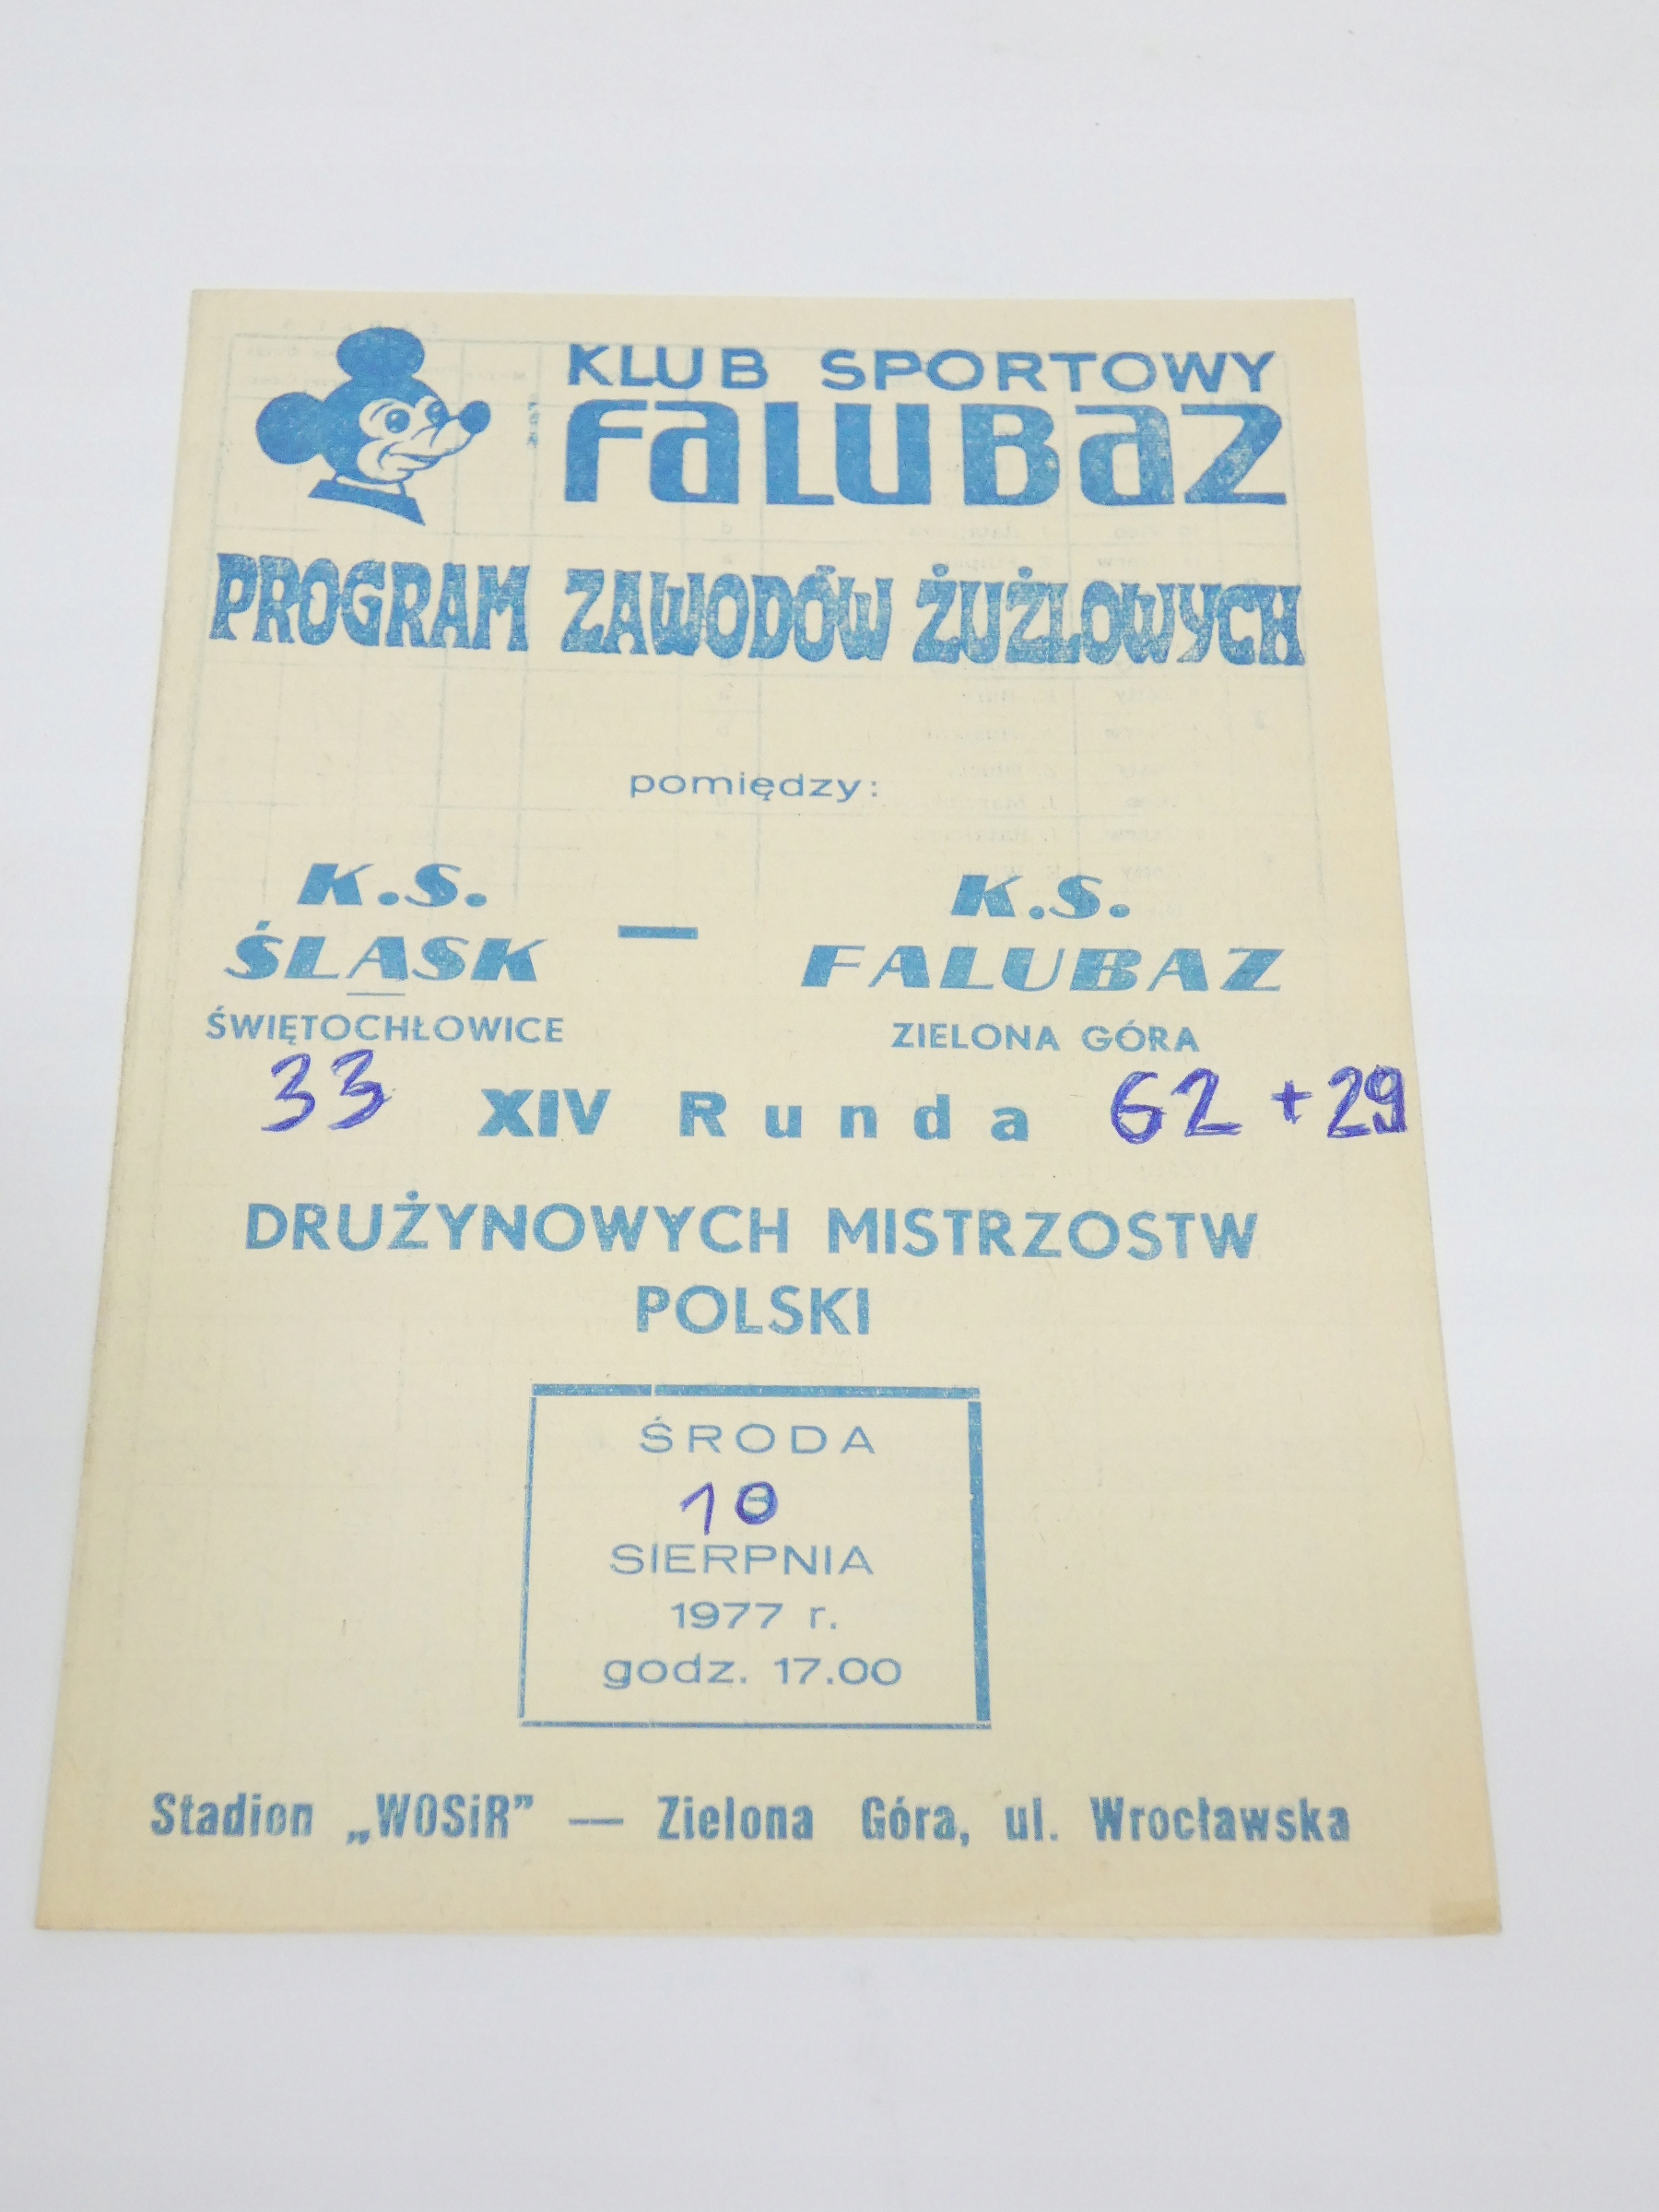 KLUB SPORTOWY
FALUBAZ
PROGRAM ZAWODÓW ŻUŻLOWYCH
pomiędzy:
K.S. ŚLĄSK — K.S. FALUBAZ
ŚWIĘTOCHŁOWICE ZIELONA GÓRA
33 XIV Runda 62 + 29
DRUŻYNOWYCH MISTRZOSTW
POLSKI
ŚRODA
10
SIERPNIA
1977 r.
godz. 17.00
Stadion „WOSiR” — Zielona Góra, ul. Wrocławska